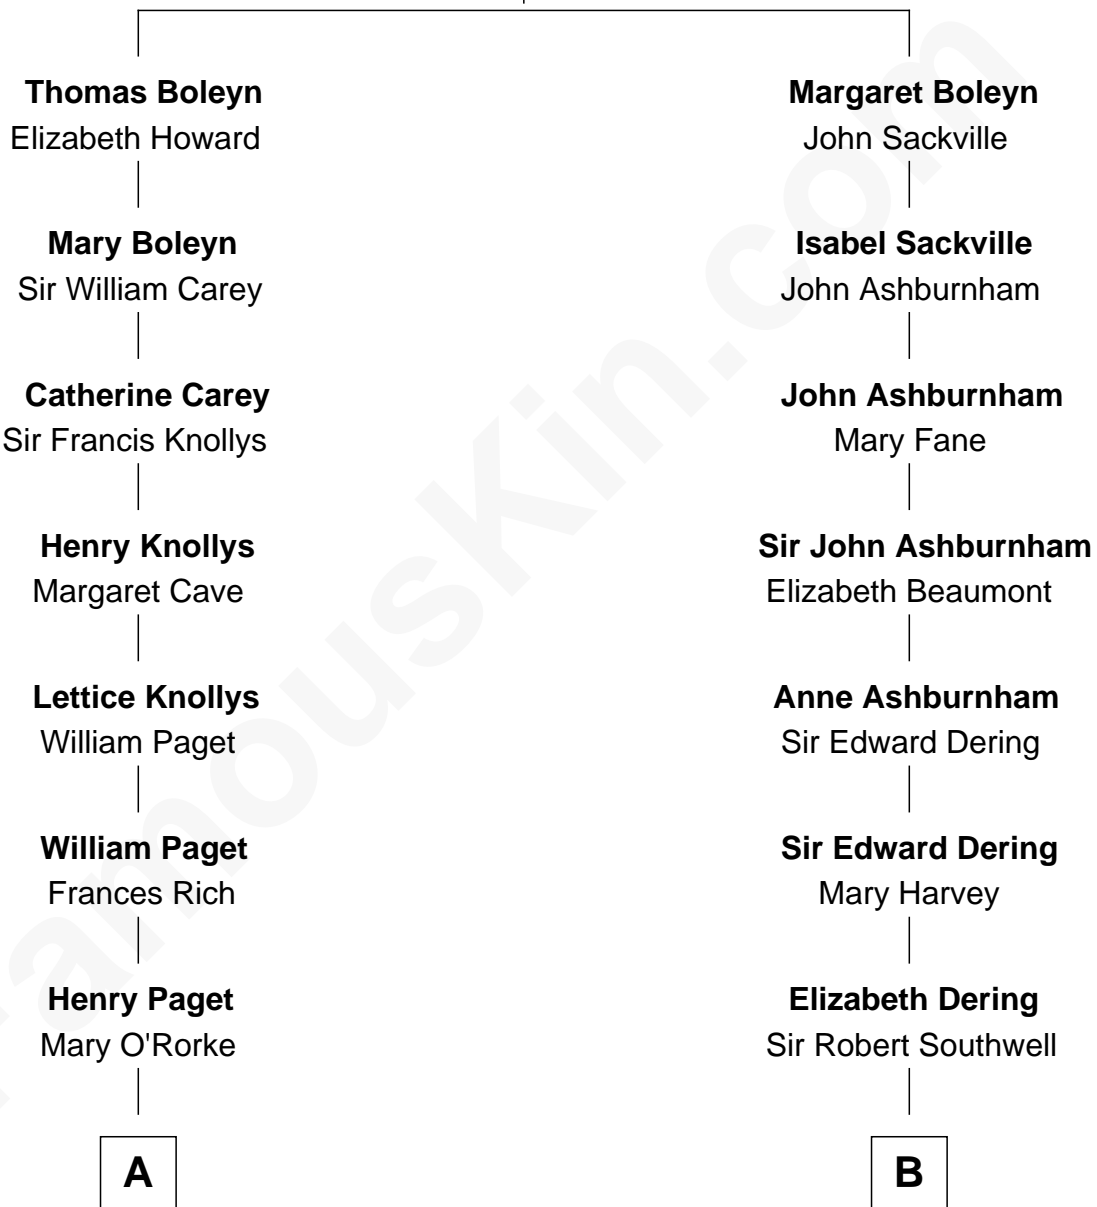 Thomas Boleyn
Elizabeth Howard
Mary Boleyn
Sir William Carey
Catherine Carey
Sir Francis Knollys
Henry Knollys
Margaret Cave
Lettice Knollys
William Paget
William Paget
Frances Rich
Henry Paget
Mary O'Rorke
A
Margaret Boleyn
John Sackville
Isabel Sackville
John Ashburnham
John Ashburnham
Mary Fane
Sir John Ashburnham
Elizabeth Beaumont
Anne Ashburnham
Sir Edward Dering
Sir Edward Dering
Mary Harvey
Elizabeth Dering
Sir Robert Southwell
B
FamousKin.com